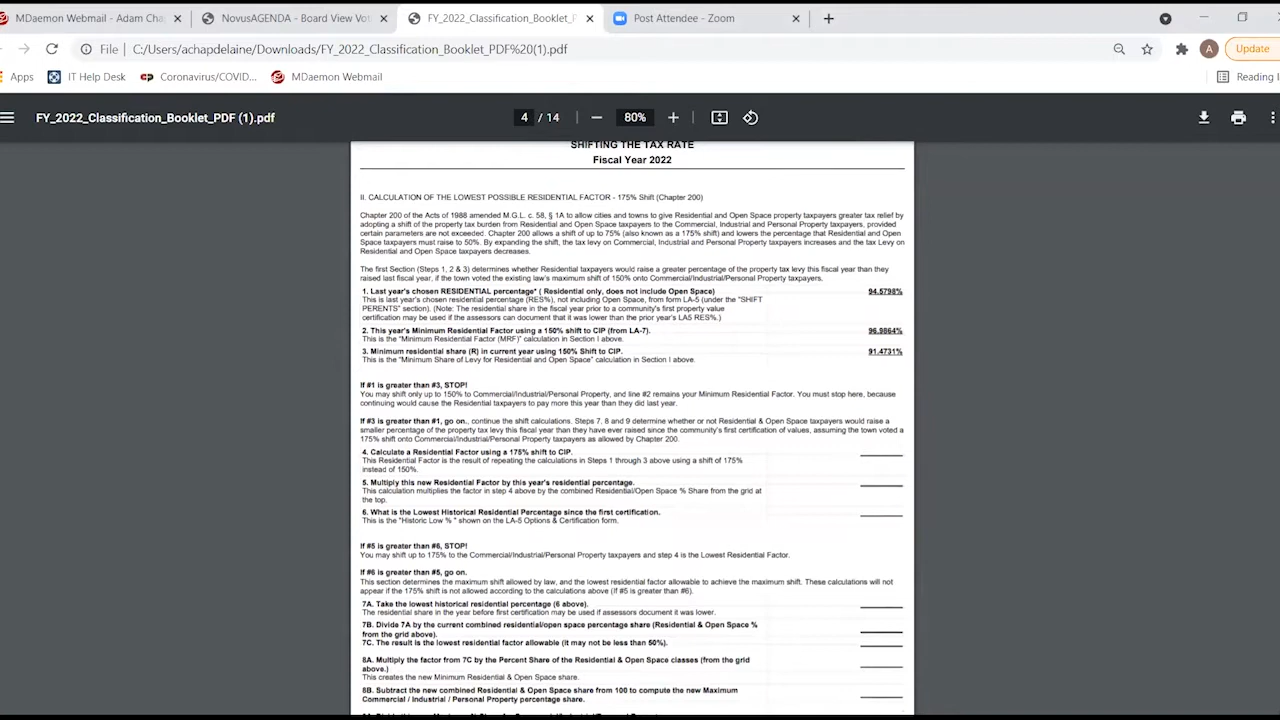 MDaemon Webmail - Adam Cha
NovusAGENDA - Board View Vot
FY_2022_Classification_Booklet_P
Post Attendee - Zoom
File
C:/Users/achapdelaine/Downloads/FY_2022_Classification_Booklet_PDF%20(1).pdf
A
Update
Apps
IT Help Desk
Coronavirus/COVID...
MDaemon Webmail
Reading l
FY_2022_Classification_Booklet_PDF (1).pdf
4 / 14
80%
SHIFTING THE TAX RATE
Fiscal Year 2022
II. CALCULATION OF THE LOWEST POSSIBLE RESIDENTIAL FACTOR - 175% Shift (Chapter 200)
Chapter 200 of the Acts of 1988 amended M.G.L. c. 58, § 1A to allow cities and towns to give Residential and Open Space property taxpayers greater tax relief by
adopting a shift of the property tax burden from Residential and Open Space taxpayers to the Commercial, Industrial and Personal Property taxpayers, provided
certain parameters are not exceeded. Chapter 200 allows a shift of up to 75% (also known as a 175% shift) and lowers the percentage that Residential and Open
Space taxpayers must raise to 50%. By expanding the shift, the tax levy on Commercial, Industrial and Personal Property taxpayers increases and the tax Levy on
Residential and Open Space taxpayers decreases.
The first Section (Steps 1, 2 & 3) determines whether Residential taxpayers would raise a greater percentage of the property tax levy this fiscal year than they
raised last fiscal year, if the town voted the existing law's maximum shift of 150% onto Commercial/Industrial/Personal Property taxpayers.
1. Last year's chosen RESIDENTIAL percentage* ( Residential only, does not include Open Space)
94.5798%
This is last year's chosen residential percentage (RES%), not including Open Space, from form LA-5 (under the "SHIFT
PERENTS" section). (Note: The residential share in the fiscal year prior to a community's first property value
certification may be used if the assessors can document that it was lower than the prior year's LA5 RES%.)
2. This year's Minimum Residential Factor using a 150% shift to CIP (from LA-7).
96.9864%
This is the "Minimum Residential Factor (MRF)" calculation in Section I above.
3. Minimum residential share (R) in current year using 150% Shift to CIP.
91.4731%
This is the "Minimum Share of Levy for Residential and Open Space" calculation in Section I above.
If #1 is greater than #3, STOP!
You may shift only up to 150% to Commercial/Industrial/Personal Property, and line #2 remains your Minimum Residential Factor. You must stop here, because
continuing would cause the Residential taxpayers to pay more this year than they did last year.
If #3 is greater than #1, go on., continue the shift calculations. Steps 7. 8 and 9 determine whether or not Residential & Open Space taxpayers would raise a
smaller percentage of the property tax levy this fiscal year than they have ever raised since the community's first certification of values, assuming the town voted a
175% shift onto Commercial/Industrial/Personal Property taxpayers as allowed by Chapter 200.
4. Calculate a Residential Factor using a 175% shift to CIP.
This Residential Factor is the result of repeating the calculations in Steps 1 through 3 above using a shift of 175%
instead of 150%.
5. Multiply this new Residential Factor by this year's residential percentage.
This calculation multiplies the factor in step 4 above by the combined Residential/Open Space % Share from the grid at
the top.
6. What is the Lowest Historical Residential Percentage since the first certification.
This is the "Historic Low % " shown on the LA-5 Options & Certification form.
If #5 is greater than #6, STOP!
You may shift up to 175% to the Commercial/Industrial/Personal Property taxpayers and step 4 is the Lowest Residential Factor.
If #6 is greater than #5, go on.
This section determines the maximum shift allowed by law, and the lowest residential factor allowable to achieve the maximum shift. These calculations will not
appear if the 175% shift is not allowed according to the calculations above (if #5 is greater than #6).
7A. Take the lowest historical residential percentage (6 above).
The residential share in the year before first certification may be used if assessors document it was lower.
7B. Divide 7A by the current combined residential/open space percentage share (Residential & Open Space %
from the grid above).
7C. The result is the lowest residential factor allowable (it may not be less than 50%).
8A. Multiply the factor from 7C by the Percent Share of the Residential & Open Space classes (from the grid
above.)
This creates the new Minimum Residential & Open Space share.
8B. Subtract the new combined Residential & Open Space share from 100 to compute the new Maximum
Commercial / Industrial / Personal Property percentage share.